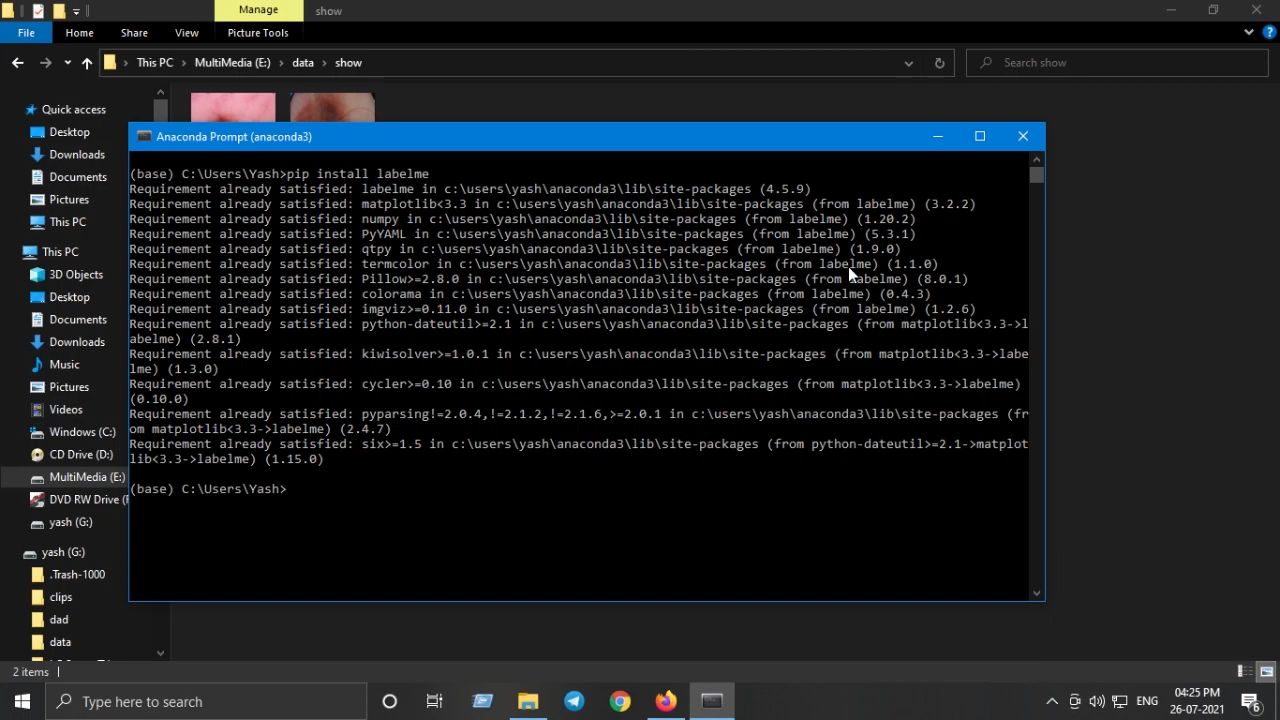 Manage
show
File
Home
Share
View
Picture Tools
This PC
MultiMedia (E:)
data
show
Search show
Quick access
Desktop
Downloads
Documents
Pictures
This PC
This PC
3D Objects
Desktop
Documents
Downloads
Music
Pictures
Videos
Windows (C:)
CD Drive (D:)
MultiMedia (E:)
DVD RW Drive (F
yash (G:)
yash (G:)
.Trash-1000
clips
dad
data
Anaconda Prompt (anaconda3)
(base) C:\Users\Yash>pip install labelme
Requirement already satisfied: labelme in c:\users\yash\anaconda3\lib\site-packages (4.5.9)
Requirement already satisfied: matplotlib<3.3 in c:\users\yash\anaconda3\lib\site-packages (from labelme) (3.2.2)
Requirement already satisfied: numpy in c:\users\yash\anaconda3\lib\site-packages (from labelme) (1.20.2)
Requirement already satisfied: PyYAML in c:\users\yash\anaconda3\lib\site-packages (from labelme) (5.3.1)
Requirement already satisfied: qtpy in c:\users\yash\anaconda3\lib\site-packages (from labelme) (1.9.0)
Requirement already satisfied: termcolor in c:\users\yash\anaconda3\lib\site-packages (from labelme) (1.1.0)
Requirement already satisfied: Pillow>=2.8.0 in c:\users\yash\anaconda3\lib\site-packages (from labelme) (8.0.1)
Requirement already satisfied: colorama in c:\users\yash\anaconda3\lib\site-packages (from labelme) (0.4.3)
Requirement already satisfied: imgviz>=0.11.0 in c:\users\yash\anaconda3\lib\site-packages (from labelme) (1.2.6)
Requirement already satisfied: python-dateutil>=2.1 in c:\users\yash\anaconda3\lib\site-packages (from matplotlib<3.3->l
abelme) (2.8.1)
Requirement already satisfied: kiwisolver>=1.0.1 in c:\users\yash\anaconda3\lib\site-packages (from matplotlib<3.3->labe
lme) (1.3.0)
Requirement already satisfied: cycler>=0.10 in c:\users\yash\anaconda3\lib\site-packages (from matplotlib<3.3->labelme)
(0.10.0)
Requirement already satisfied: pyparsing!=2.0.4,!=2.1.2,!=2.1.6,>=2.0.1 in c:\users\yash\anaconda3\lib\site-packages (fr
om matplotlib<3.3->labelme) (2.4.7)
Requirement already satisfied: six>=1.5 in c:\users\yash\anaconda3\lib\site-packages (from python-dateutil>=2.1->matplot
lib<3.3->labelme) (1.15.0)
(base) C:\Users\Yash>
2 items
Type here to search
ENG
04:25 PM
26-07-2021
6